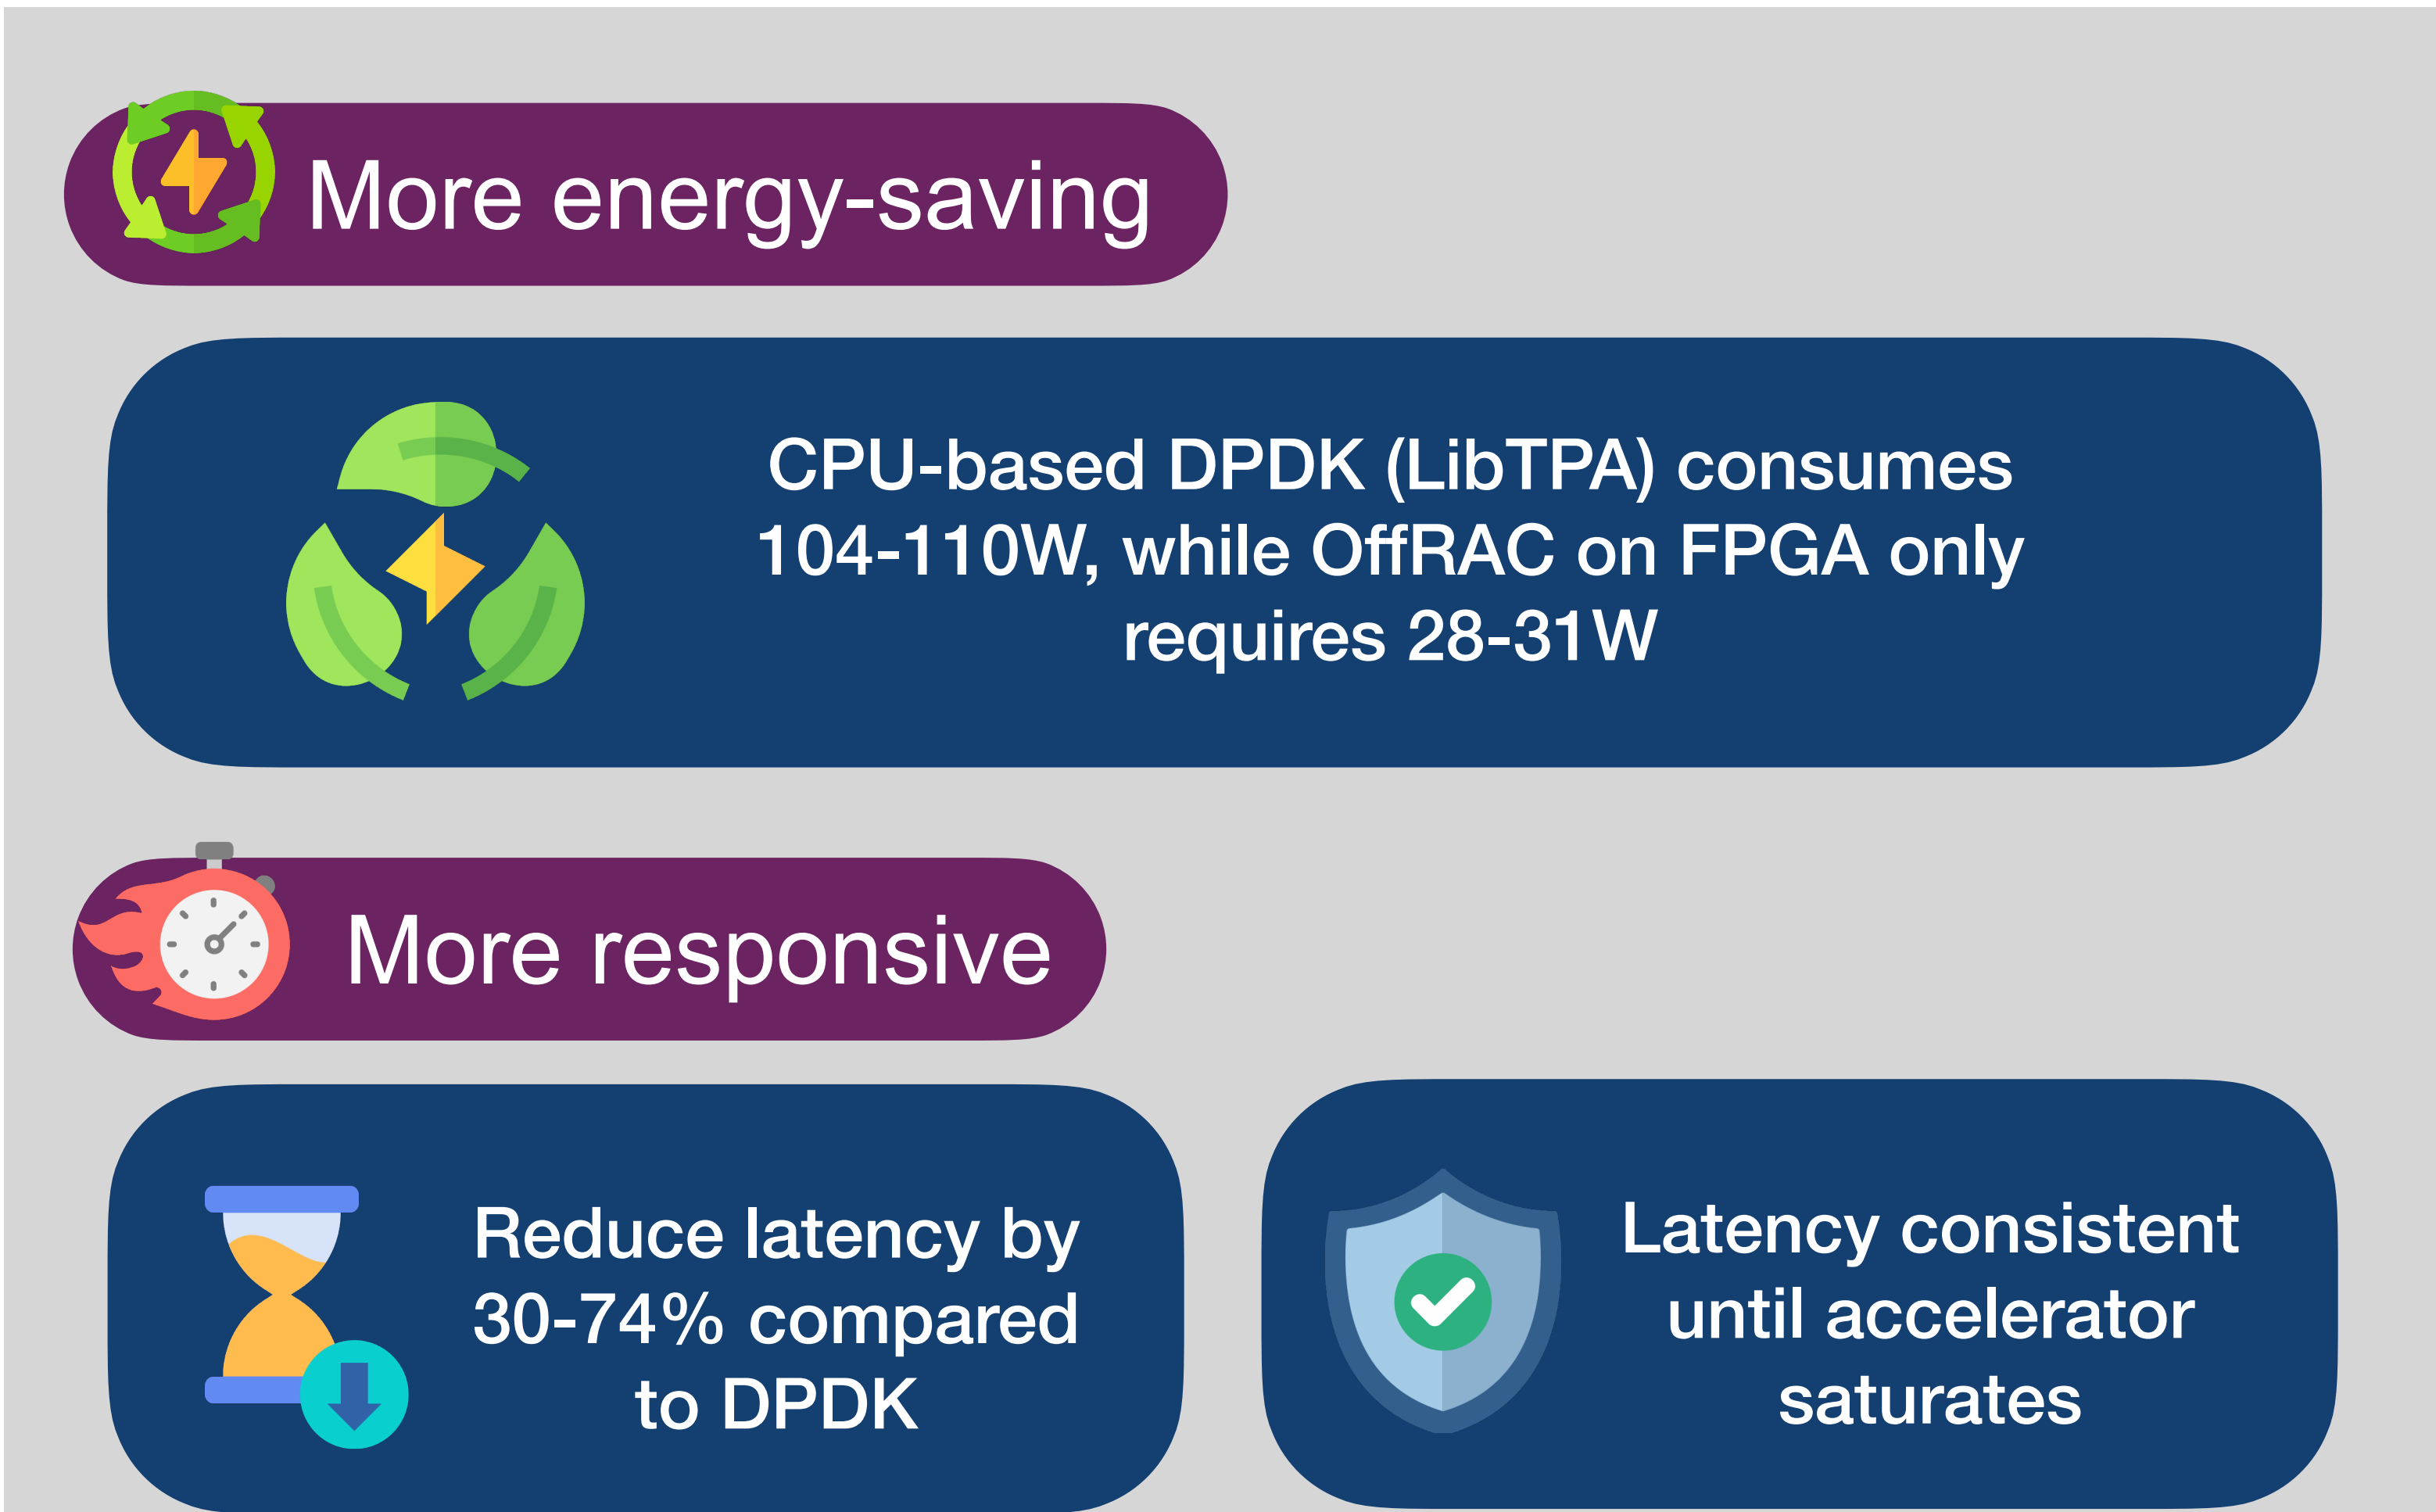 More energy-saving
CPU-based DPDK (LibTPA) consumes
104-110W, while OffRAC on FPGA only
requires 28-31W
More responsive
Reduce latency by
30-74% compared
to DPDK
Latency consistent
until accelerator
saturates